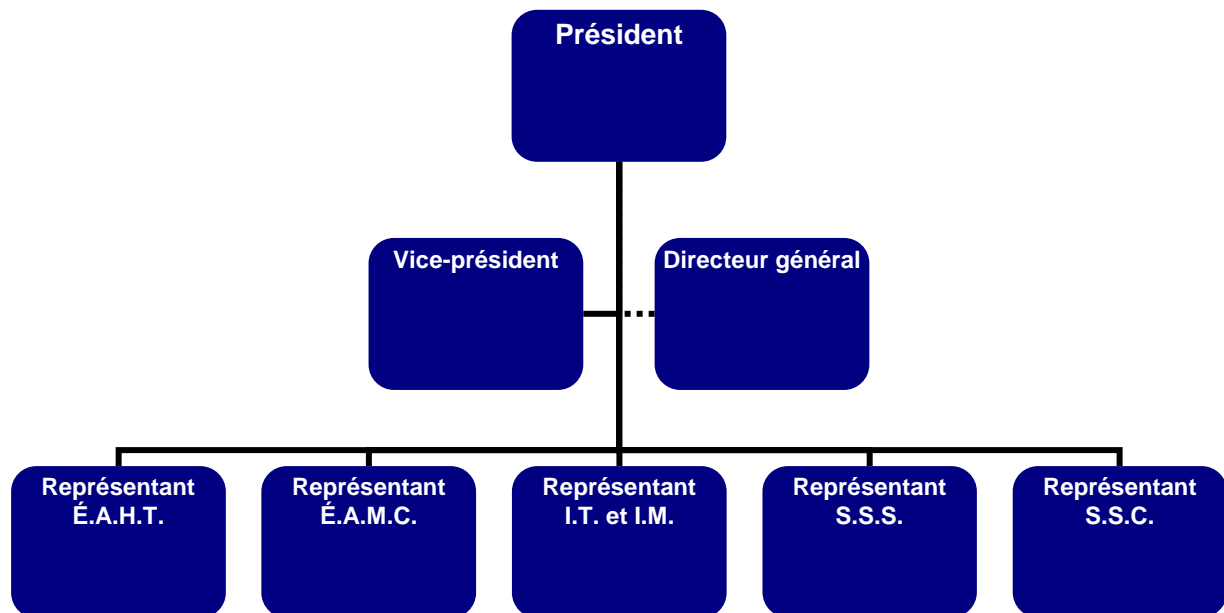 Président
Vice-président
Directeur général
Représentant
É.A.H.T.
Représentant
É.A.M.C.
Représentant
I.T. et I.M.
Représentant
S.S.S.
Représentant
S.S.C.